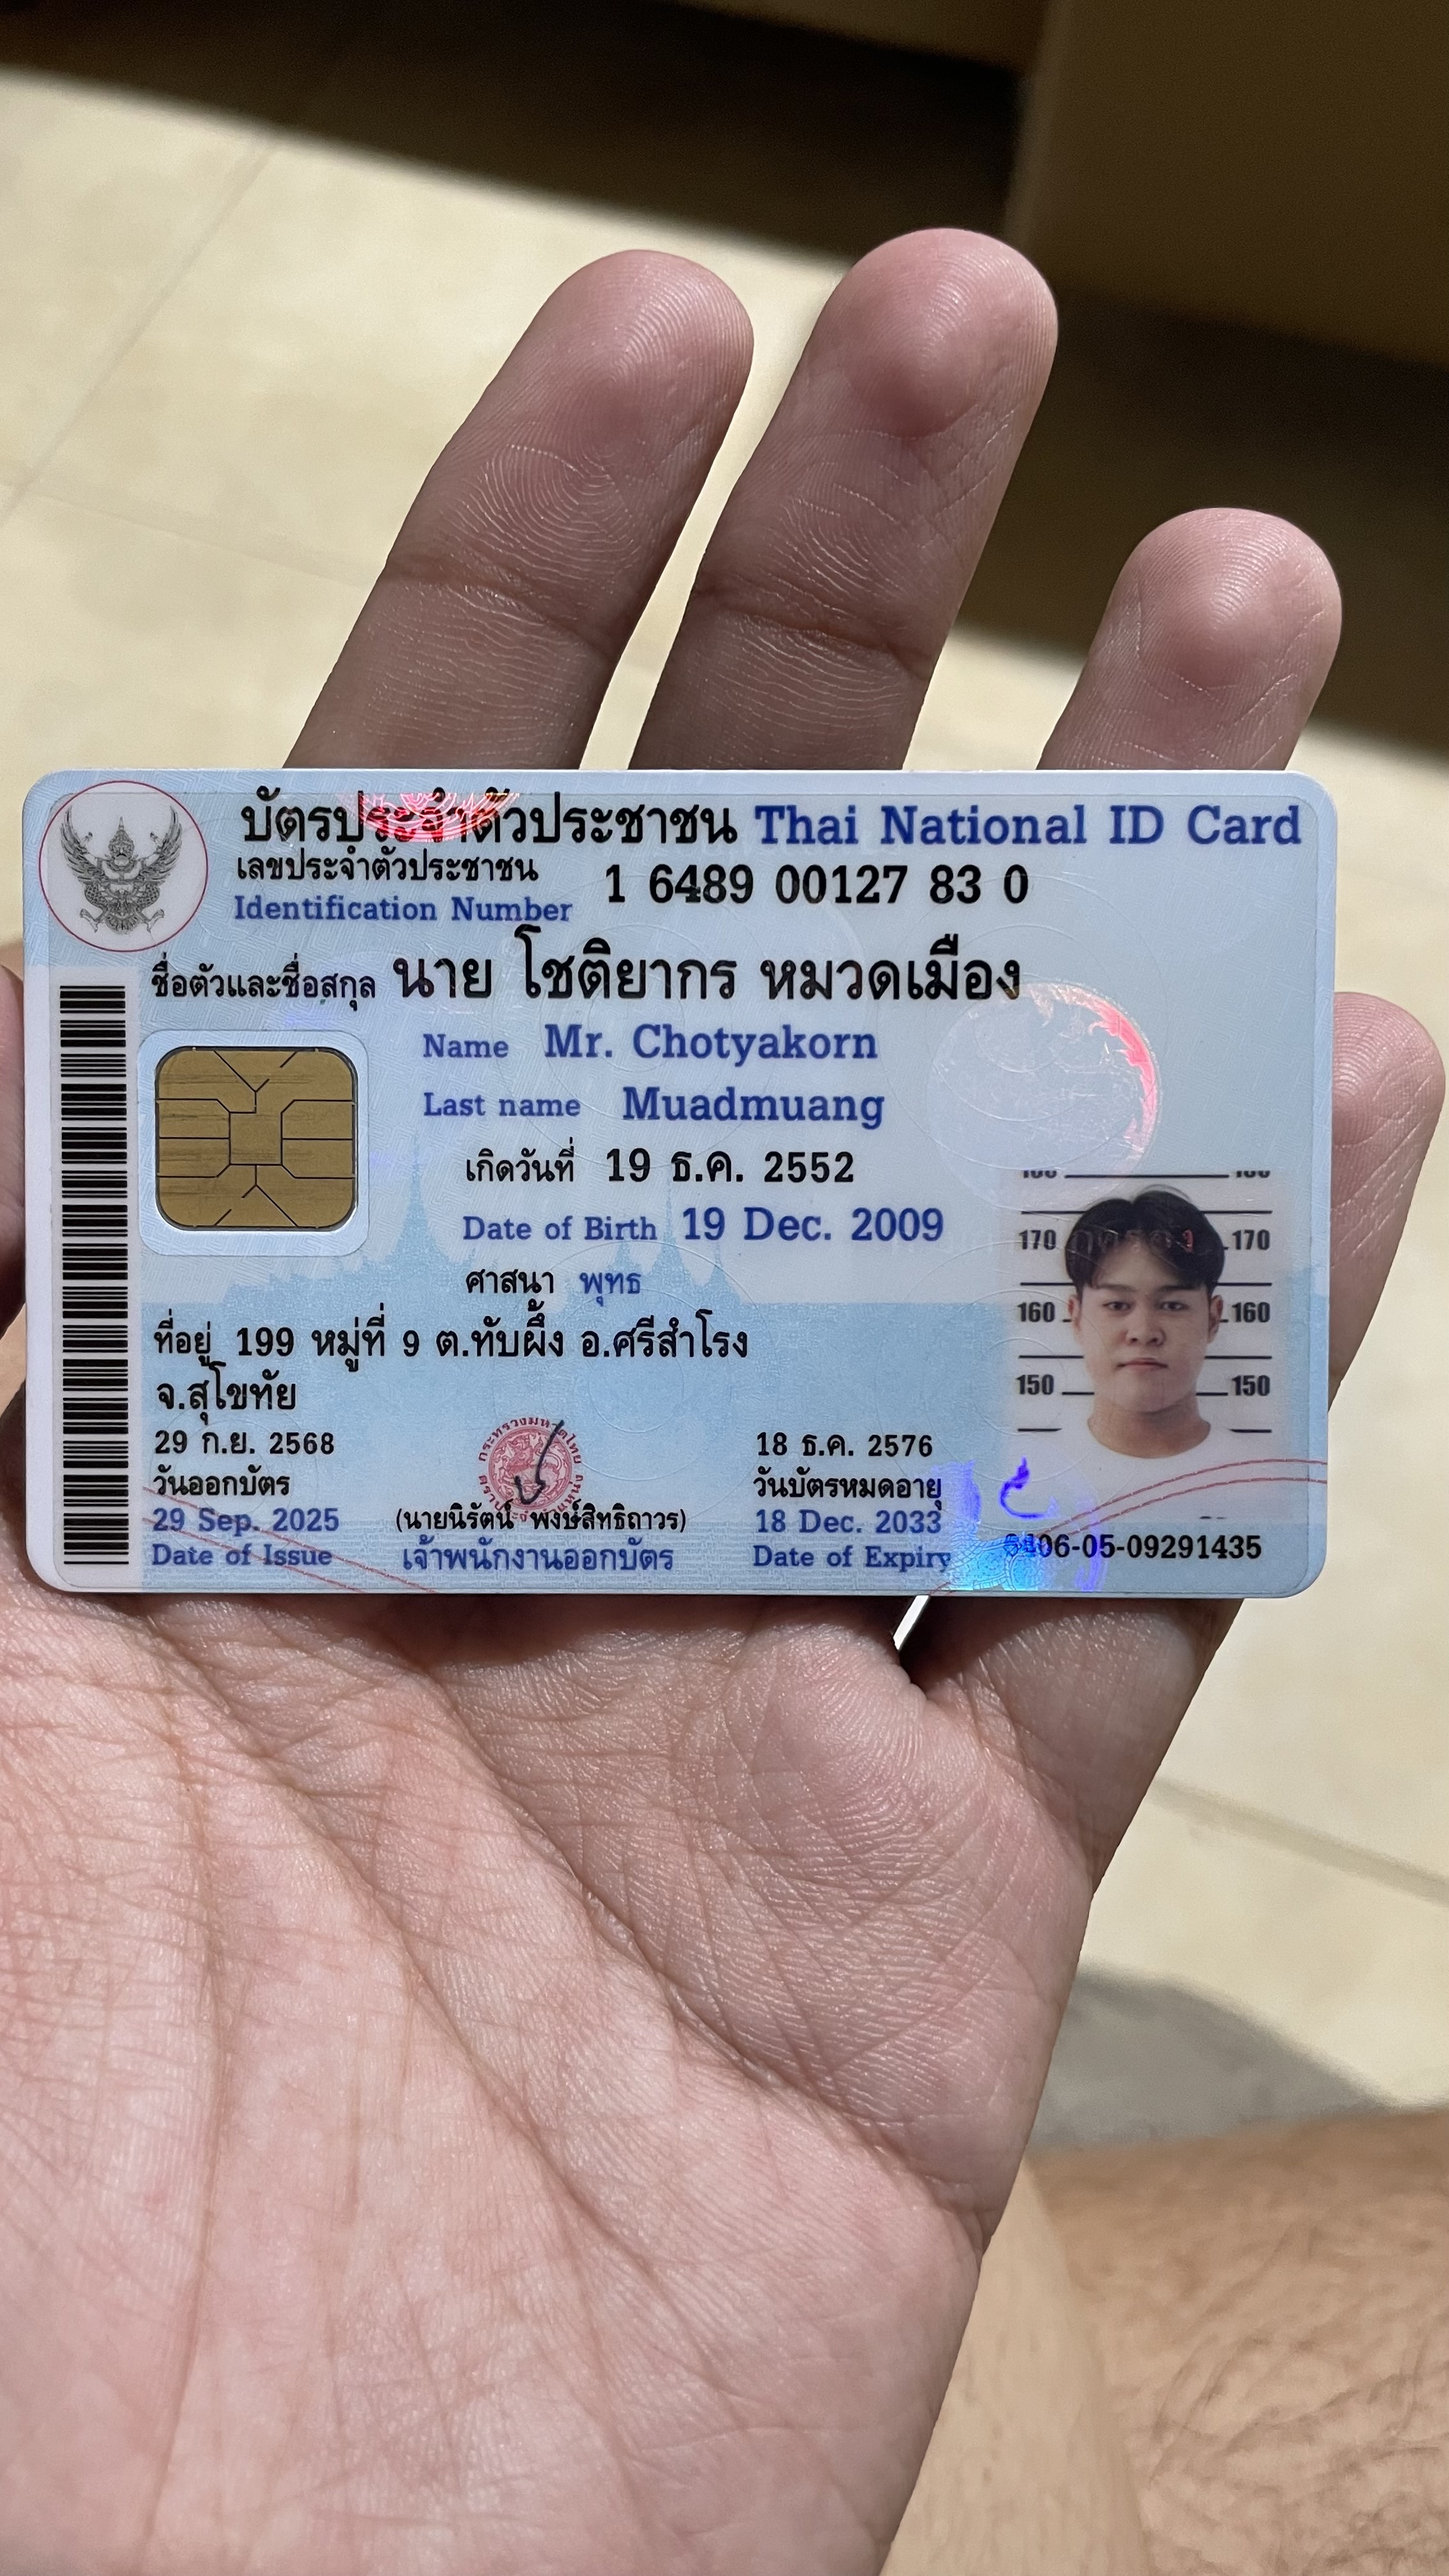 บัตรประจำตัวประชาชน Thai National ID Card
เลขประจำตัวประชาชน
Identification Number
1 6489 00127 83 0
ชื่อตัวและชื่อสกุล นาย โชติยากร หมวดเมือง
Name Mr. Chotyakorn
Last name Muadmuang
เกิดวันที่ 19 ธ.ค. 2552
Date of Birth 19 Dec. 2009
ศาสนา พุทธ
ที่อยู่ 199 หมู่ที่ 9 ต.ทับผึ้ง อ.ศรีสำโรง
จ.สุโขทัย
170 170
160 160
150 150
29 ก.ย. 2568
วันออกบัตร
29 Sep. 2025
Date of Issue
(นายนิรัตน์ พงษ์สิทธิถาวร)
เจ้าพนักงานออกบัตร
18 ธ.ค. 2576
วันบัตรหมดอายุ
18 Dec. 2033
Date of Expiry
6406-05-09291435